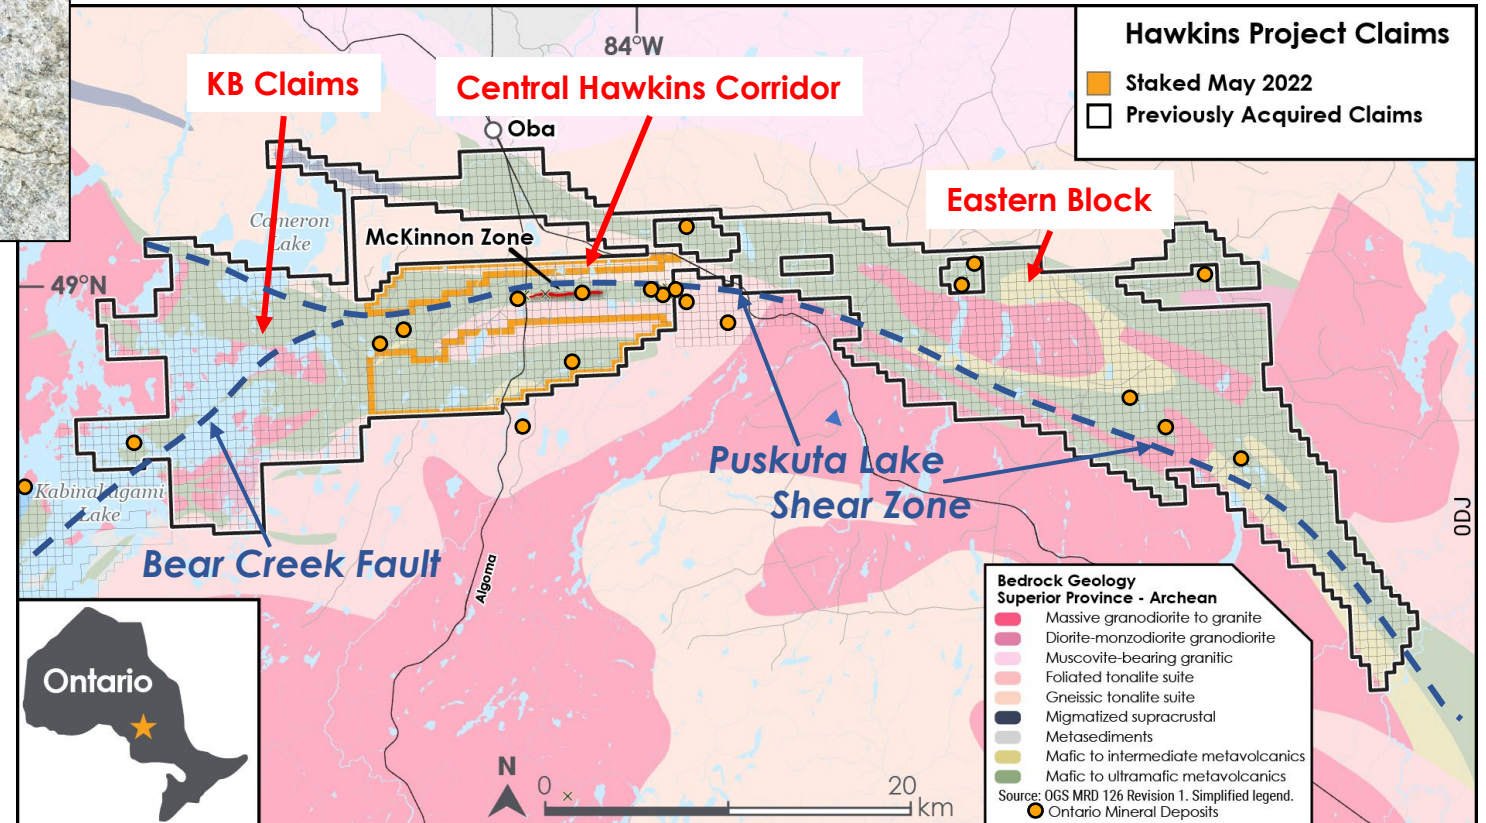 Hawkins Project Claims
Staked May 2022
Previously Acquired Claims
84°W
KB Claims
Central Hawkins Corridor
Oba
Eastern Block
Cameron
Lake
McKinnon Zone
49°N
Puskuta Lake
Shear Zone
Kabinakagami
Lake
Bear Creek Fault
Algoma
0DJ
Ontario
N
0
20
km
Bedrock Geology
Superior Province - Archean
Massive granodiorite to granite
Diorite-monzodiorite granodiorite
Muscovite-bearing granitic
Foliated tonalite suite
Gneissic tonalite suite
Migmatized supracrustal
Metasediments
Mafic to intermediate metavolcanics
Mafic to ultramafic metavolcanics
Source: OGS MRD 126 Revision 1. Simplified legend.
Ontario Mineral Deposits